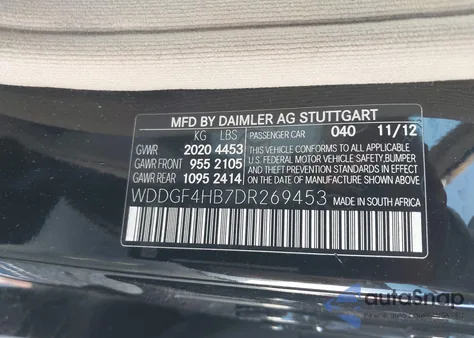 MFD BY DAIMLER AG STUTTGART
KG LBS PASSENGER CAR 040 11/12
GVWR 2020 4453 THIS VEHICLE CONFORMS TO ALL APPLICABLE
GAWR FRONT 955 2105 U.S. FEDERAL MOTOR VEHICLE SAFETY,BUMPER
GAWR REAR 1095 2414 AND THEFT PREVENTION STANDARDS IN EFFECT
ON THE DATE OF MANUFACTURE SHOWN ABOVE
WDDGF4HB7DR269453 MADE IN SOUTH AFRICA
autoSnap